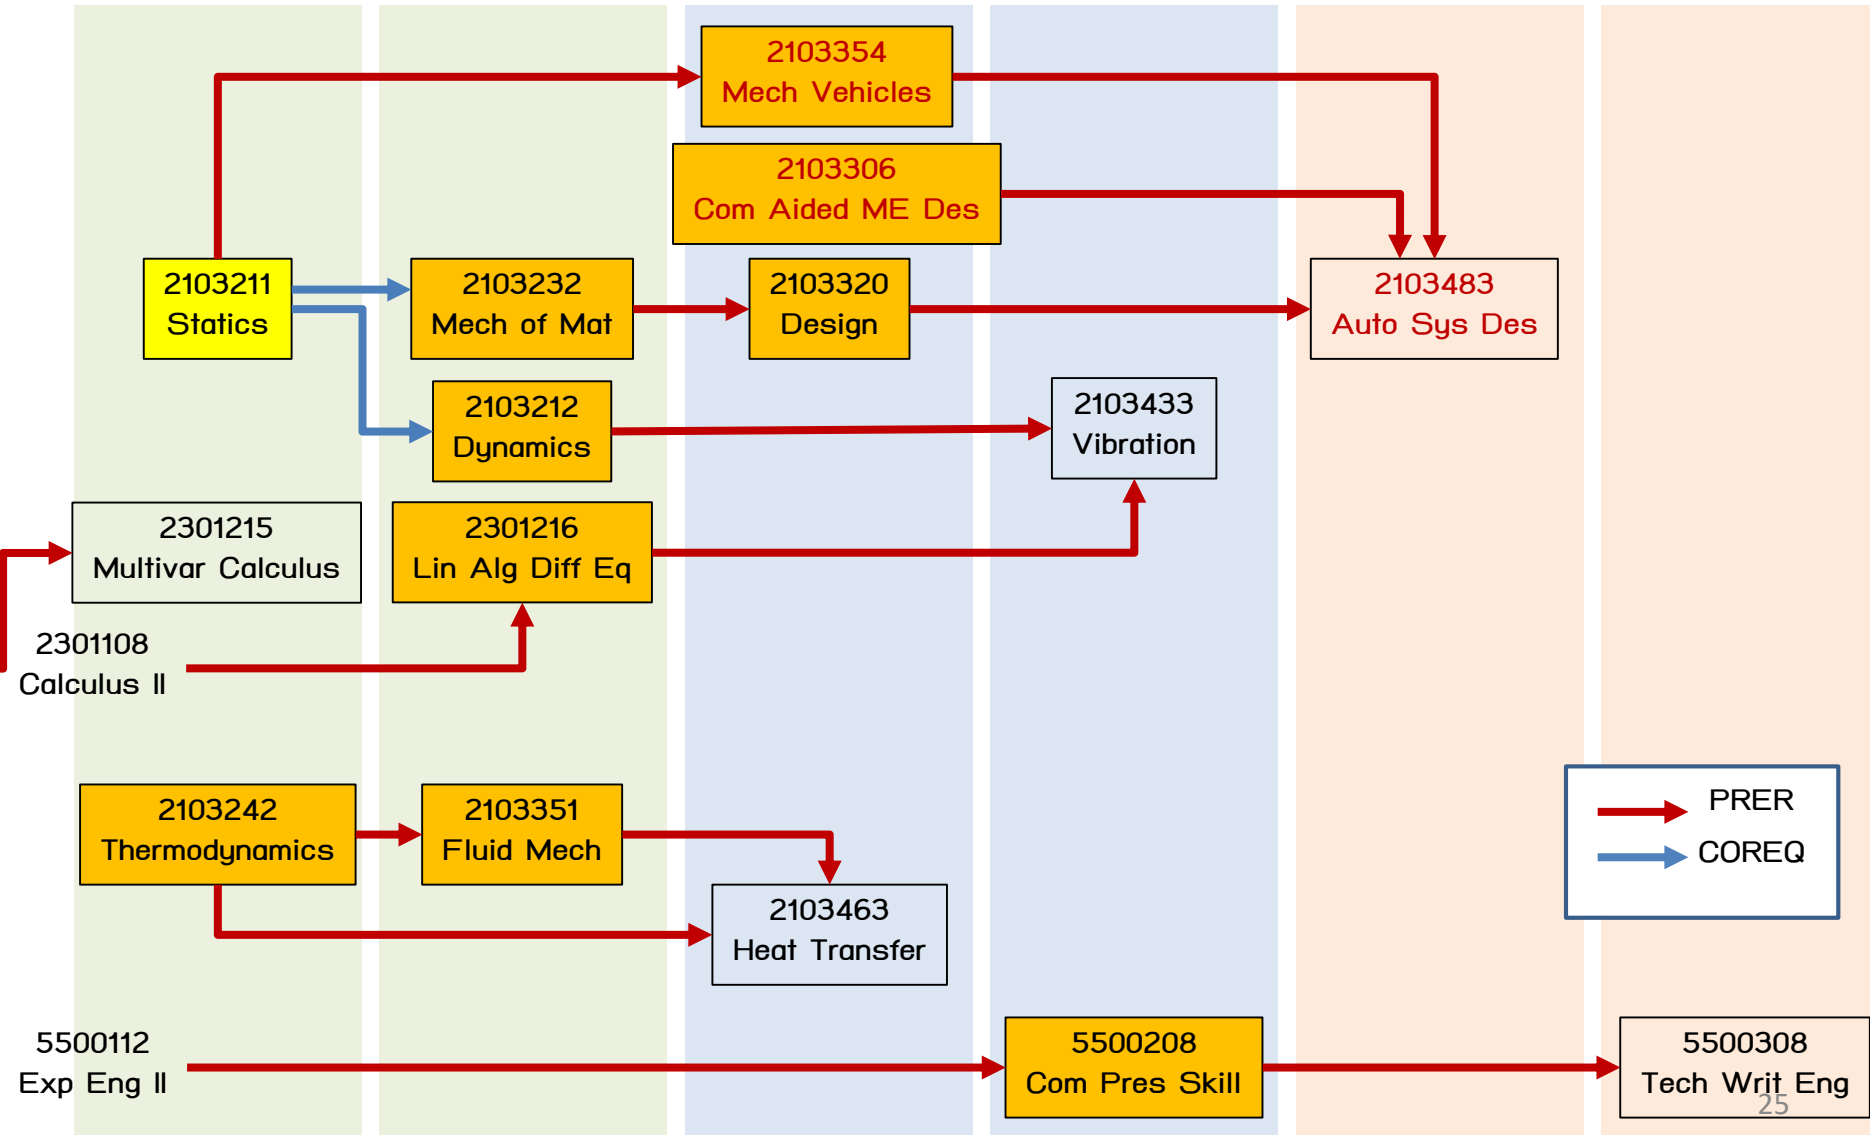 2103354
Mech Vehicles
2103306
Com Aided ME Des
2103211
Statics
2103232
Mech of Mat
2103320
Design
2103483
Auto Sys Des
2103212
Dynamics
2103433
Vibration
2301215
Multivar Calculus
2301216
Lin Alg Diff Eq
2301108
Calculus II
2103242
Thermodynamics
2103351
Fluid Mech
PRER
COREQ
2103463
Heat Transfer
5500112
Exp Eng II
5500208
Com Pres Skill
5500308
Tech Writ Eng
25